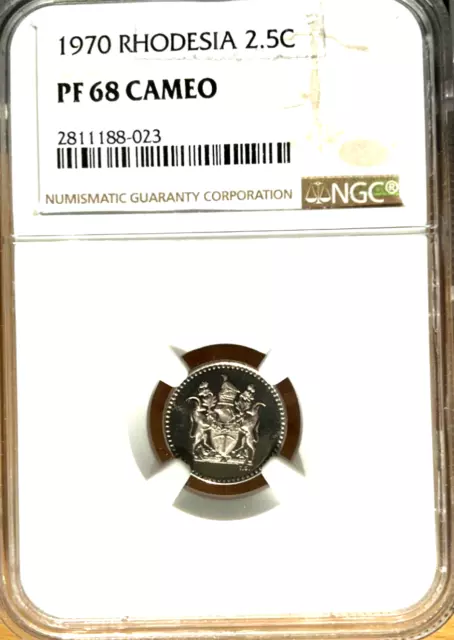 1970 RHODESIA 2.5C
PF 68 CAMEO
2811188-023
NUMISMATIC GUARANTY CORPORATION NGC®